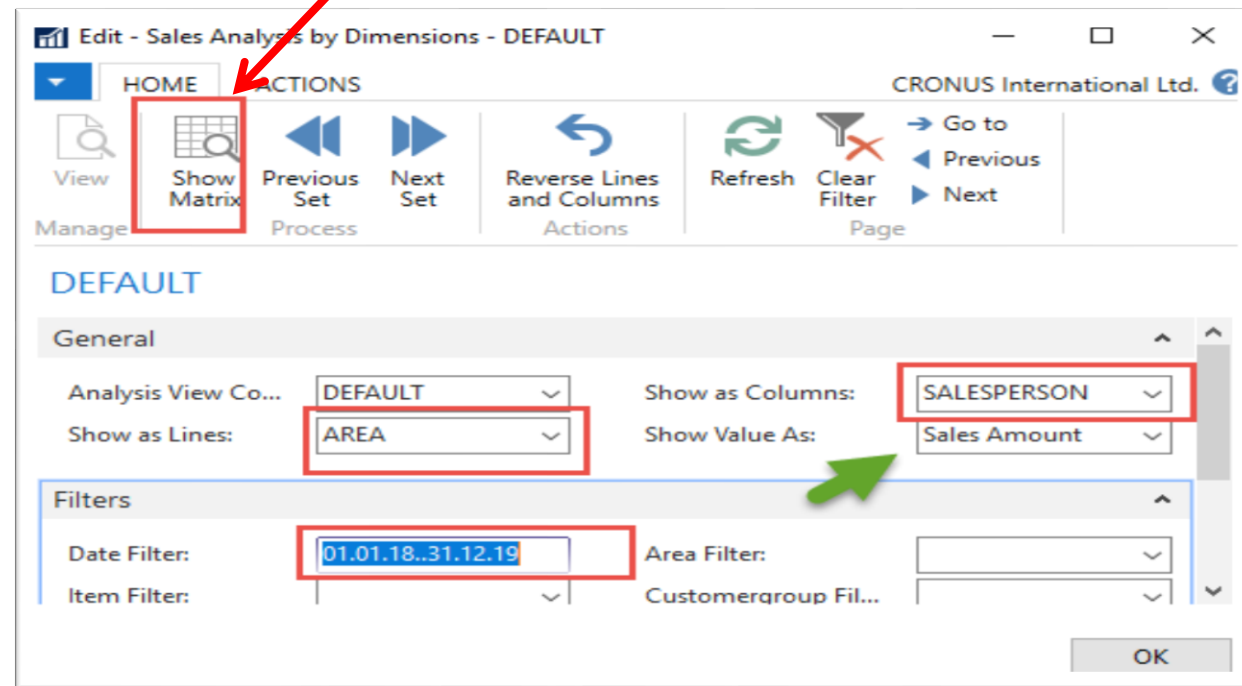 Edit - Sales Analysis by Dimensions - DEFAULT
HOME ACTIONS CRONUS International Ltd. ?
View Show Matrix Previous Set Next Set Reverse Lines and Columns Refresh Clear Filter Go to
Previous
Next
Manage Process Actions Page
DEFAULT
General
Analysis View Co... DEFAULT Show as Columns: SALESPERSON
Show as Lines: AREA Show Value As: Sales Amount
Filters
Date Filter: 01.01.18..31.12.19 Area Filter:
Item Filter: Customergroup Fil...
OK